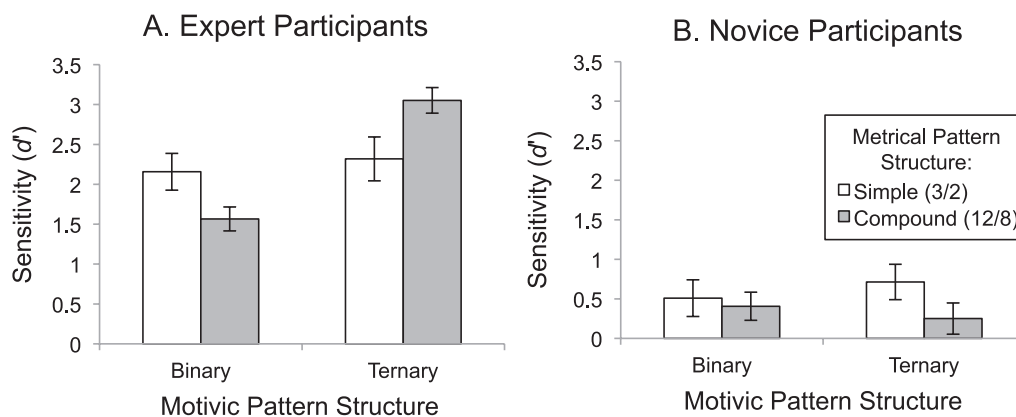 A. Expert Participants
Sensitivity (d')
3.5
3
2.5
2
1.5
1
0.5
0
Binary
Ternary
Motivic Pattern Structure
B. Novice Participants
Sensitivity (d')
3.5
3
2.5
2
1.5
1
0.5
0
Metrical Pattern
Structure:
Simple (3/2)
Compound (12/8)
Binary
Ternary
Motivic Pattern Structure